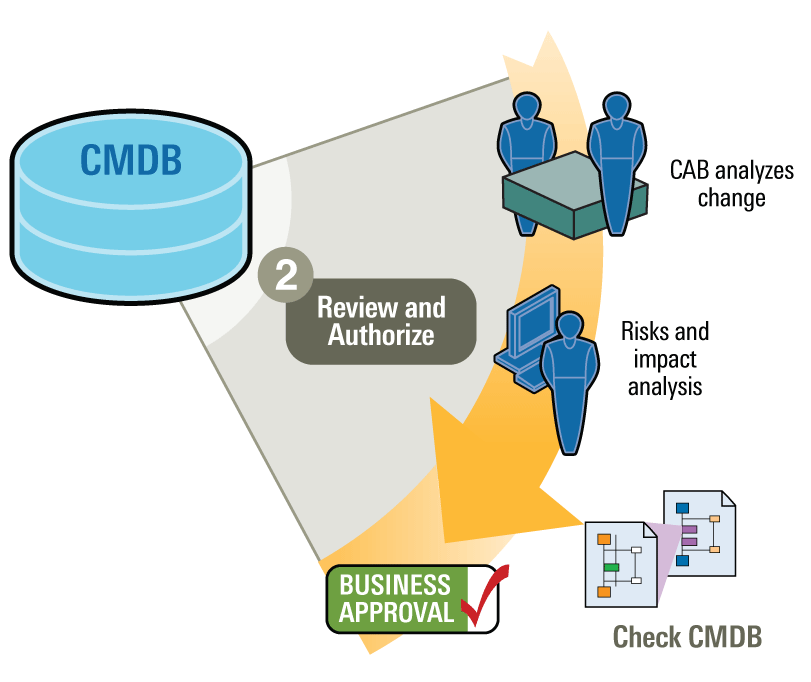 CMDB
CAB analyzes
change
2
Review and
Authorize
Risks and
impact
analysis
BUSINESS
APPROVAL
Check CMDB